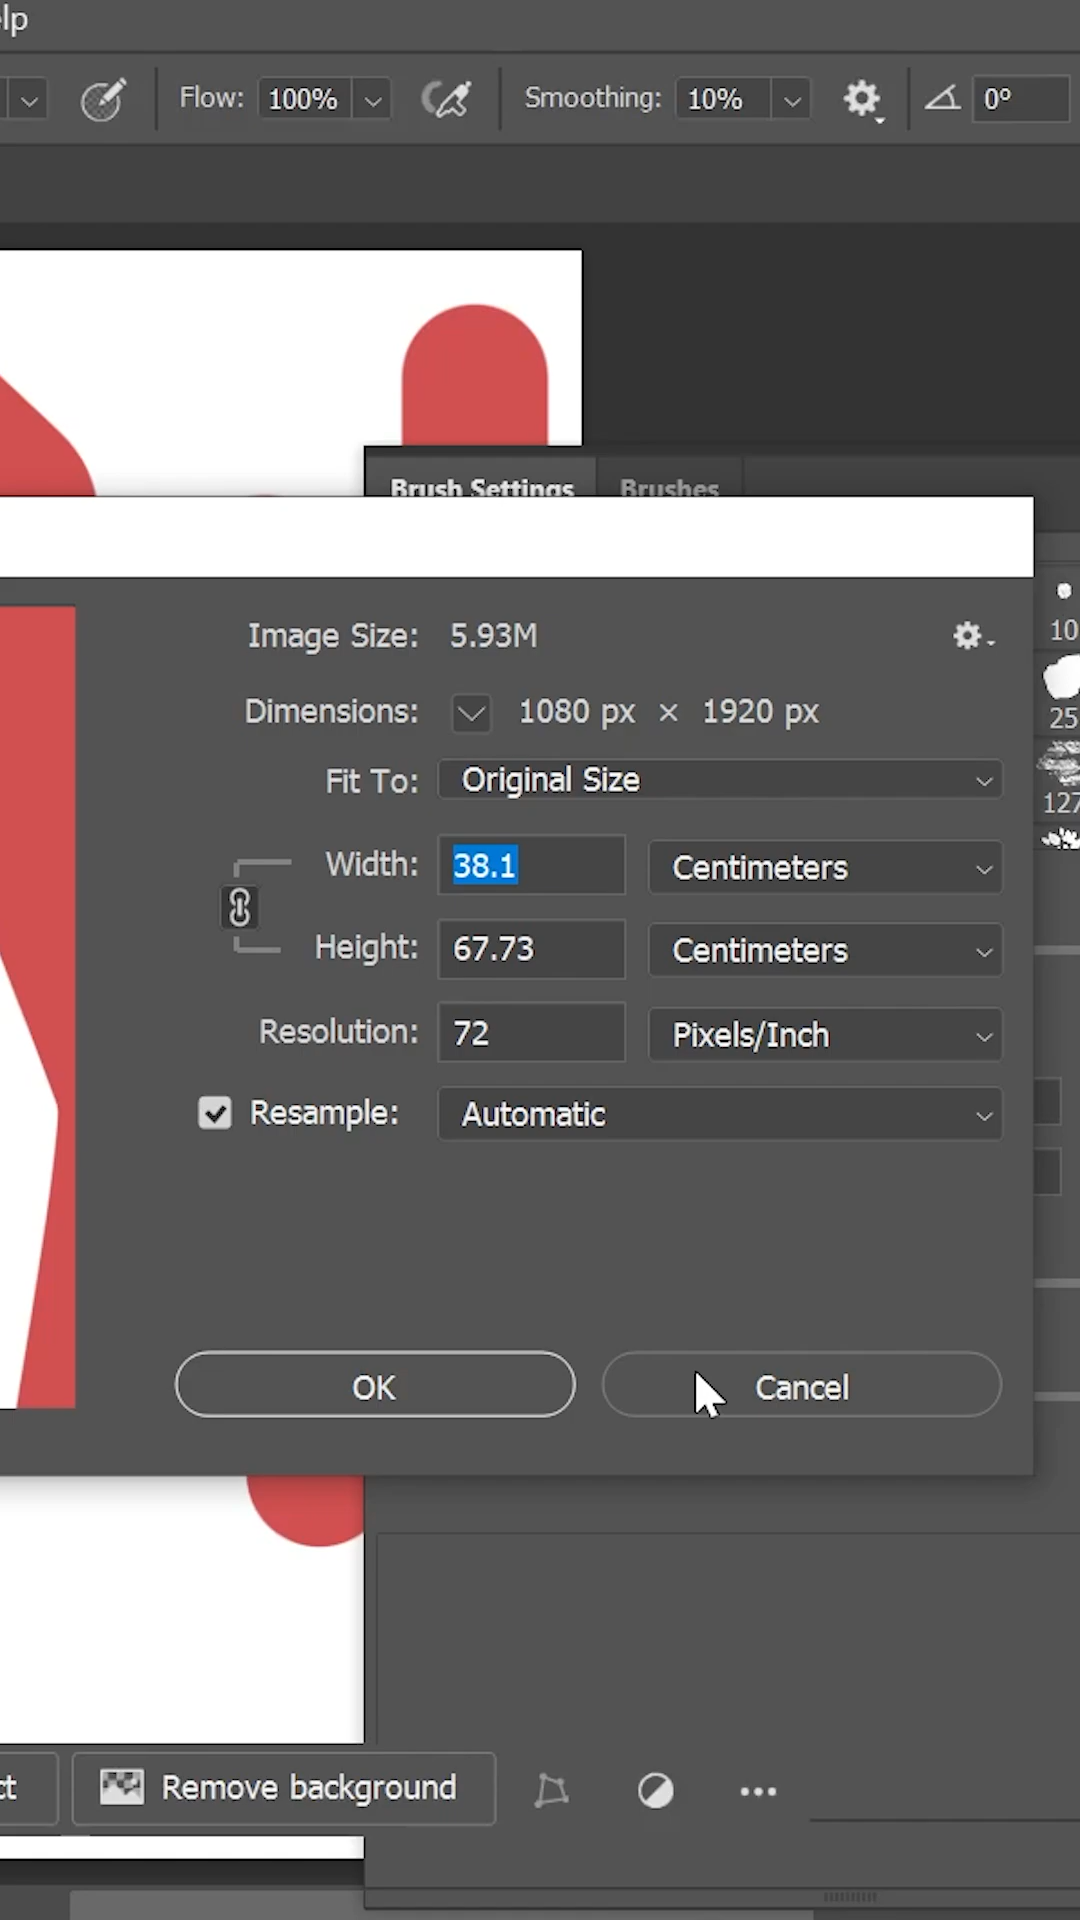 lp
Flow: 100% Smoothing: 10% 0°
Brush Settings Brushes
Image Size: 5.93M
10
Dimensions: 1080 px × 1920 px
25
Fit To: Original Size
127
Width: 38.1 Centimeters
Height: 67.73 Centimeters
Resolution: 72 Pixels/Inch
Resample: Automatic
OK Cancel
ct Remove background